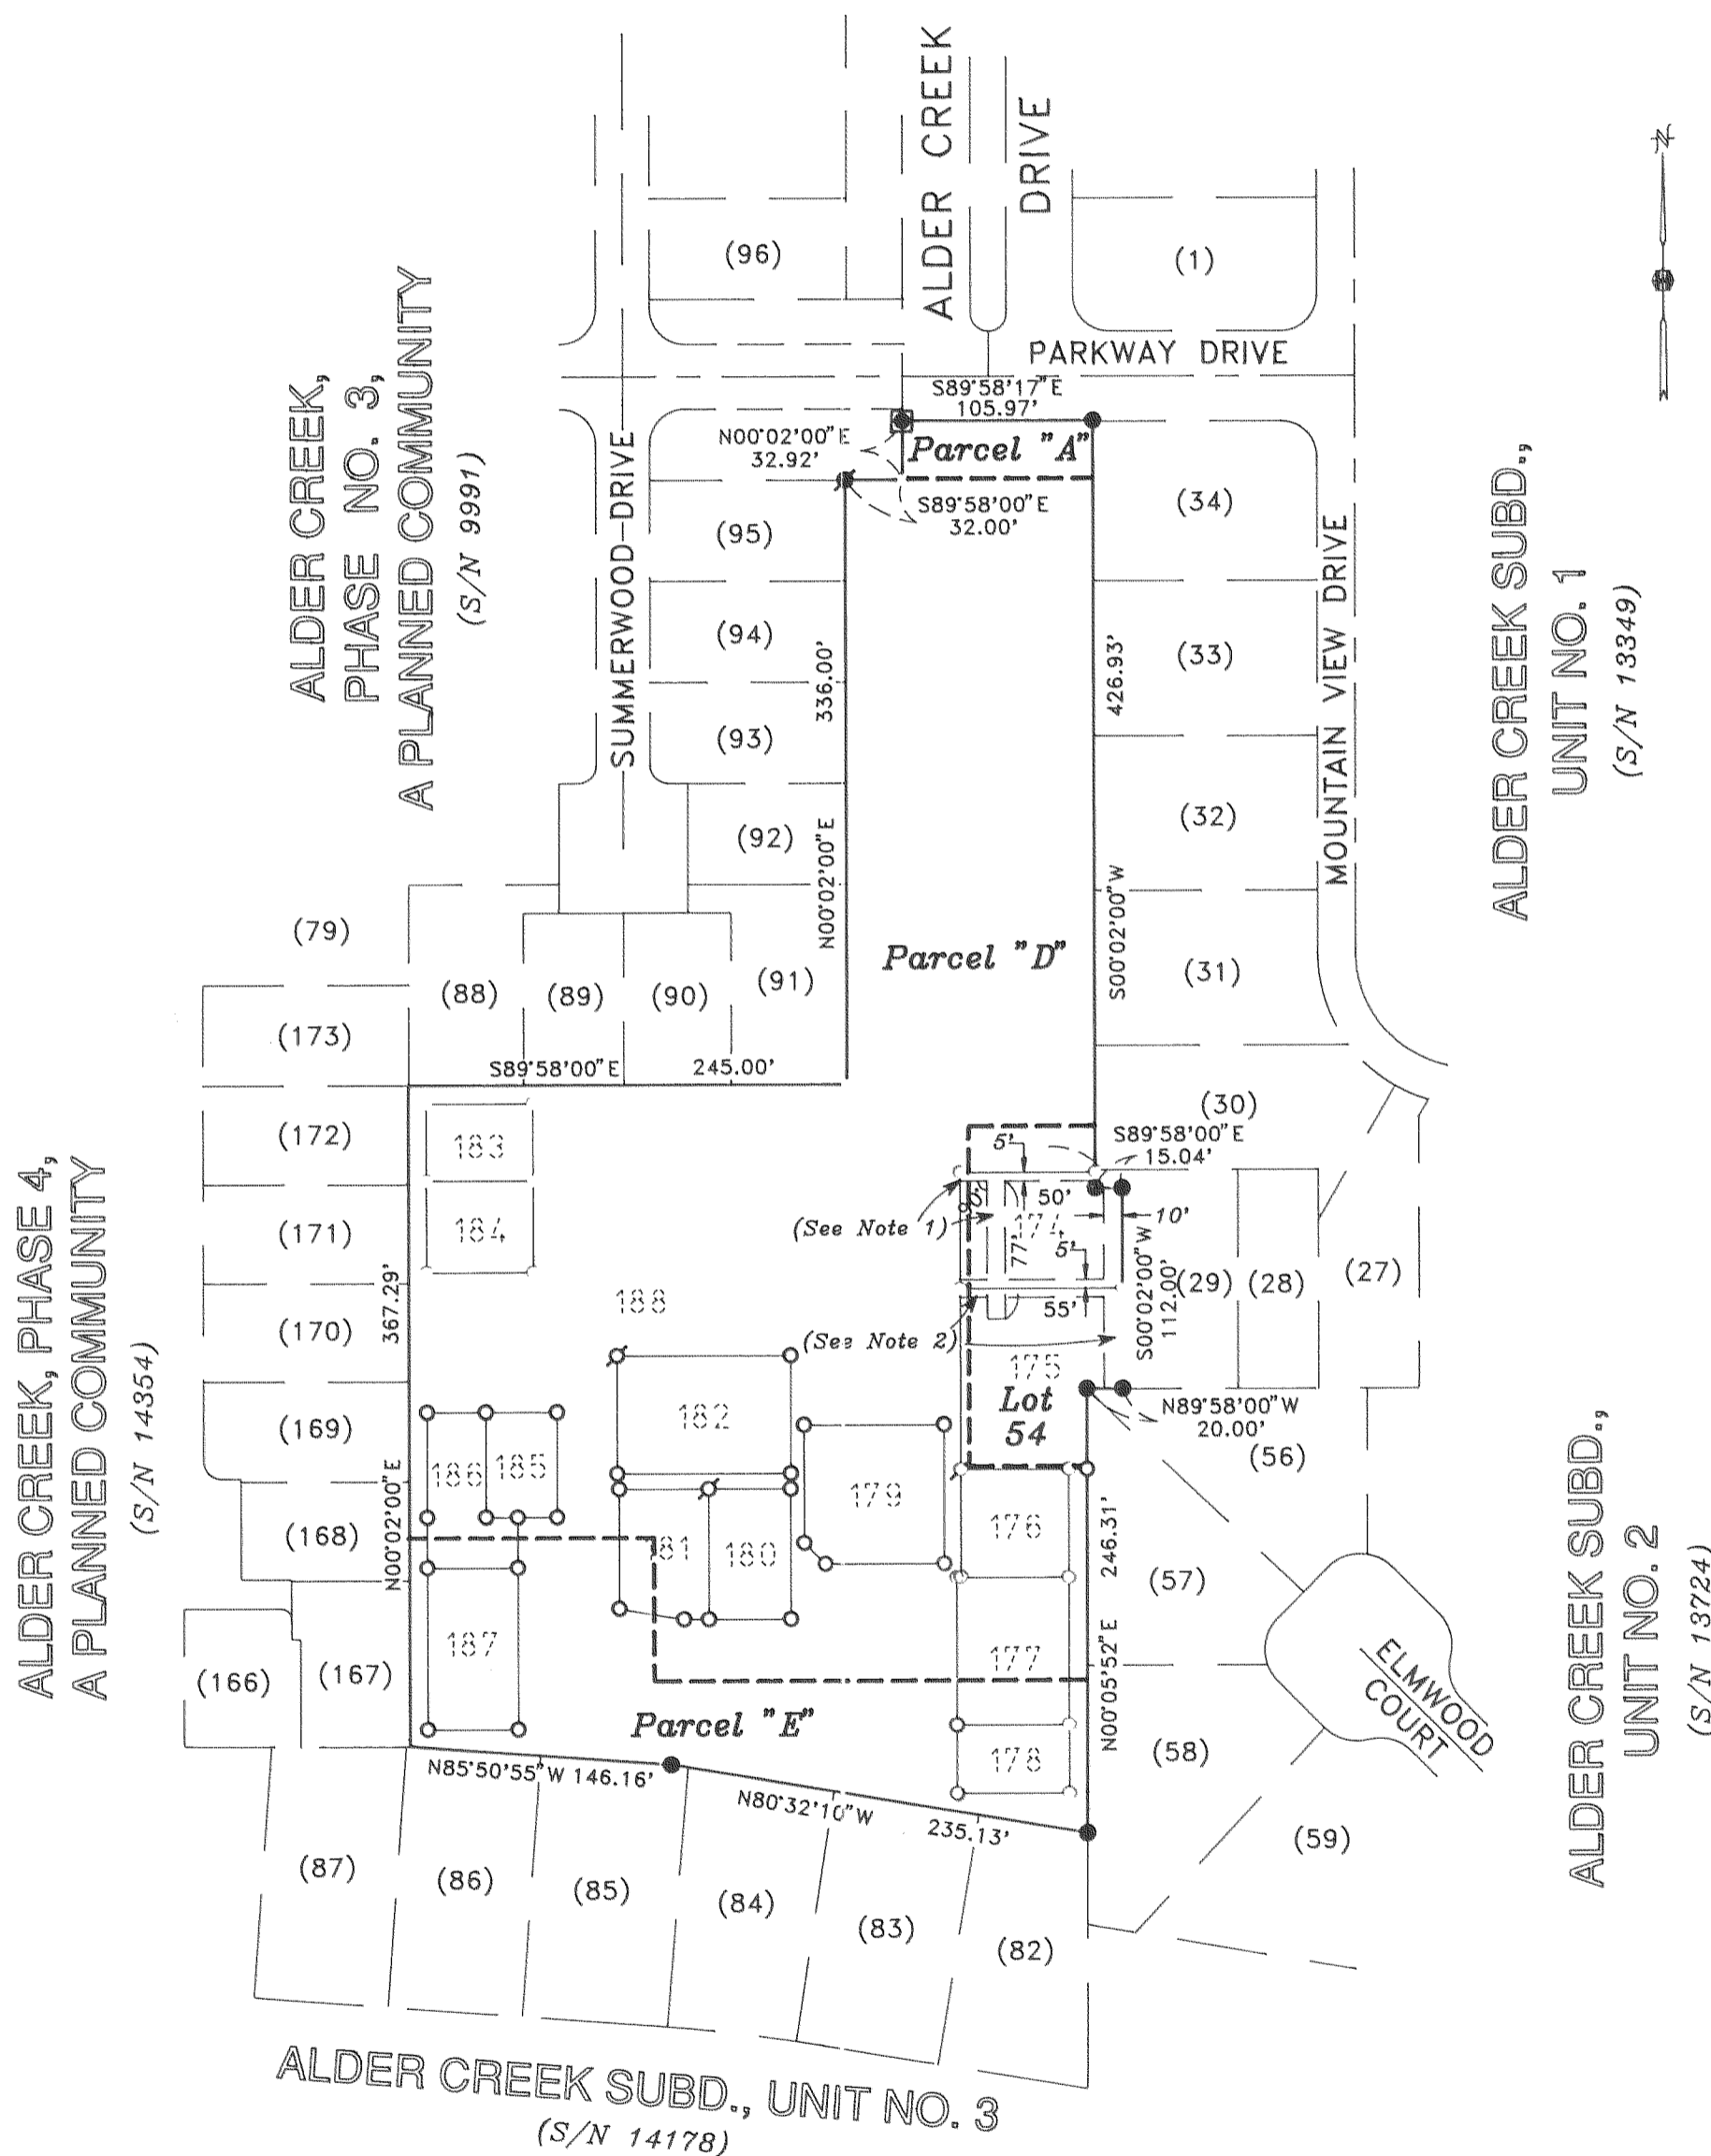 ALDER CREEK
DRIVE
(96)
(1)
PARKWAY DRIVE
ALDER CREEK,
PHASE NO. 3,
A PLANNED COMMUNITY
(S/N 9991)
SUMMERWOOD DRIVE
S89°58'17"E
105.97'
N00°02'00"E
32.92'
Parcel "A"
S89°58'00"E
32.00'
(95)
(94)
(93)
(92)
(91)
(90)
(89)
(88)
(79)
336.00'
N00°02'00"E
426.93'
S00°02'00"W
Parcel "D"
(34)
(33)
(32)
(31)
(30)
MOUNTAIN VIEW DRIVE
ALDER CREEK SUBD.,
UNIT NO. 1
(S/N 13349)
N
S89°58'00"E 245.00'
(173)
(172)
(171)
(170)
(169)
(168)
(167)
(166)
ALDER CREEK, PHASE 4,
A PLANNED COMMUNITY
(S/N 14354)
367.29'
N00°02'00"E
183
184
188
182
186
185
181
180
179
187
5'
S89°58'00"E
15.04'
50'
10'
(See Note 1)
174
77'
5'
55'
(See Note 2)
175
Lot
54
S00°02'00"W
112.00'
(29)
(28)
(27)
N89°58'00"W
20.00'
(56)
176
177
178
246.31'
N00°05'52"E
(57)
(58)
(59)
ELMWOOD
COURT
ALDER CREEK SUBD.,
UNIT NO. 2
(S/N 13724)
Parcel "E"
N85°50'55"W 146.16'
N80°32'10"W
235.13'
(87)
(86)
(85)
(84)
(83)
(82)
ALDER CREEK SUBD., UNIT NO. 3
(S/N 14178)